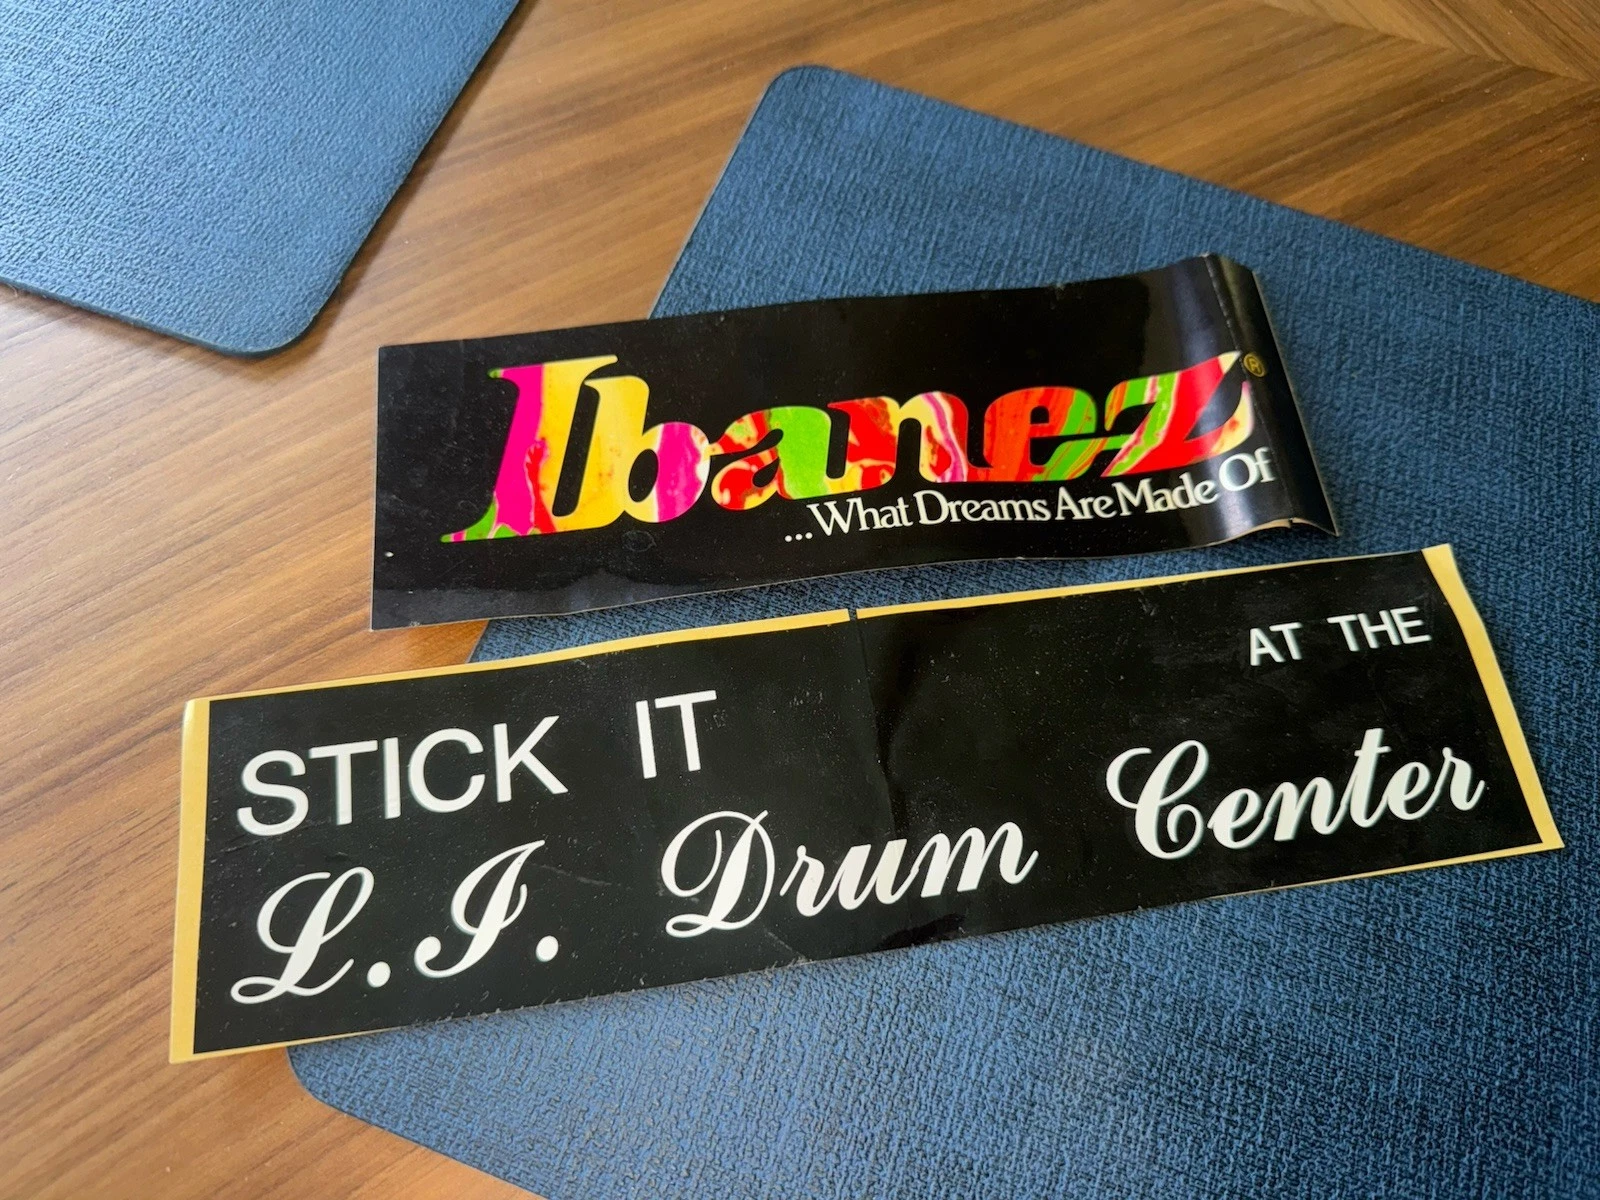 Ibanez®
...What Dreams Are Made Of
STICK IT AT THE
L.I. Drum Center